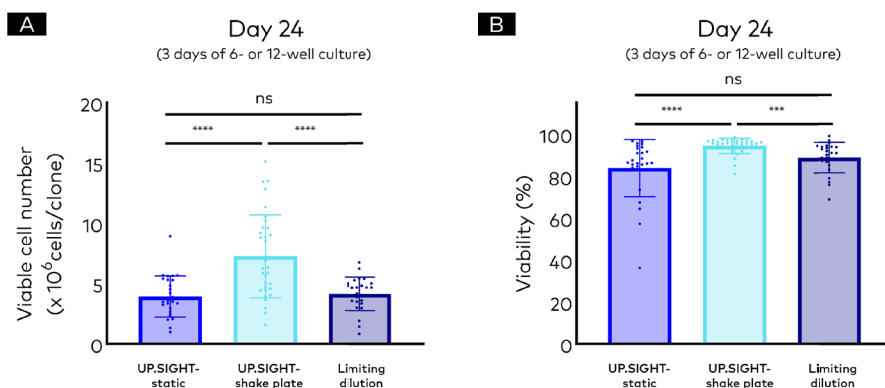 A
Day 24
(3 days of 6- or 12-well culture)
ns
**** ****
20
15
10
5
0
Viable cell number
(x 10⁶cells/clone)
UP.SIGHT-
static
UP.SIGHT-
shake plate
Limiting
dilution
B
Day 24
(3 days of 6- or 12-well culture)
ns
**** ***
100
80
60
40
20
0
Viability (%)
UP.SIGHT-
static
UP.SIGHT-
shake plate
Limiting
dilution